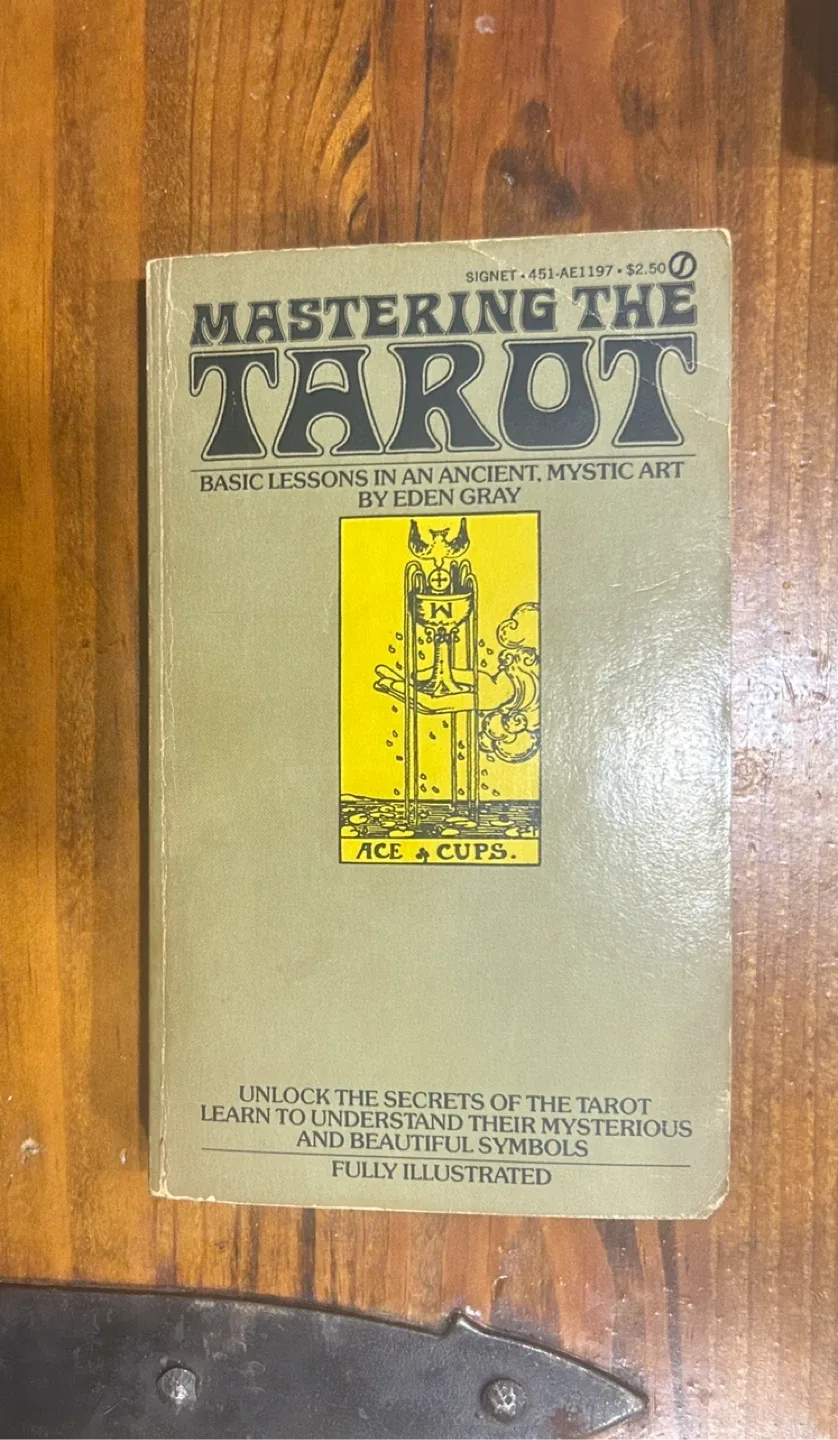 SIGNET • 451-AE1197 • $2.50
MASTERING THE
TAROT
BASIC LESSONS IN AN ANCIENT, MYSTIC ART
BY EDEN GRAY
W
ACE of CUPS.
UNLOCK THE SECRETS OF THE TAROT
LEARN TO UNDERSTAND THEIR MYSTERIOUS
AND BEAUTIFUL SYMBOLS
FULLY ILLUSTRATED